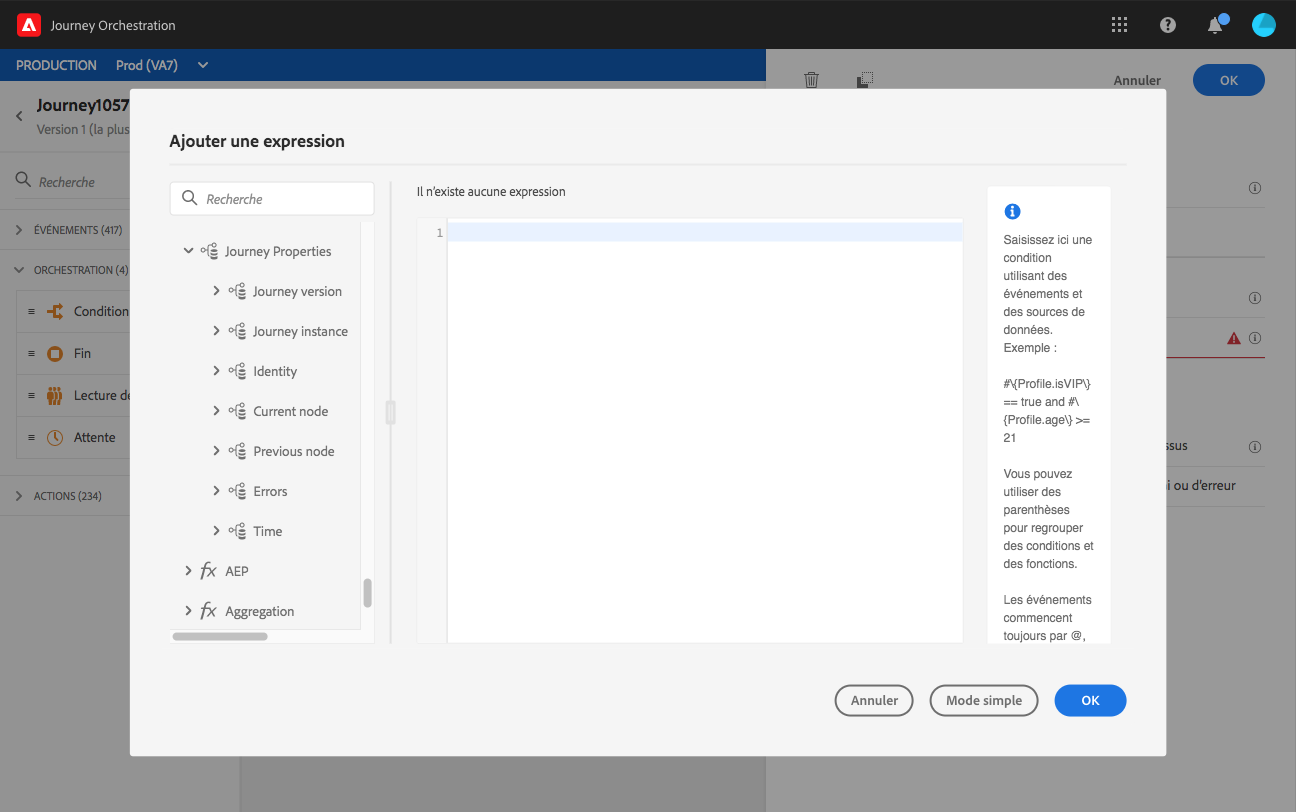 Journey Orchestration
PRODUCTION Prod (VA7)
Annuler OK
Journey1057
Version 1 (la plus
Recherche
ÉVÉNEMENTS (417)
ORCHESTRATION (4)
Condition
Fin
Lecture de
Attente
ACTIONS (234)
Ajouter une expression
Recherche
Journey Properties
Journey version
Journey instance
Identity
Current node
Previous node
Errors
Time
AEP
Aggregation
Il n'existe aucune expression
1
Saisissez ici une
condition
utilisant des
événements et
des sources de
données.
Exemple :
#\{Profile.isVIP\}
== true and #\
{Profile.age\} >=
21
Vous pouvez
utiliser des
parenthèses
pour regrouper
des conditions et
des fonctions.
Les événements
commencent
toujours par @,
ssus
i ou d'erreur
Annuler Mode simple OK